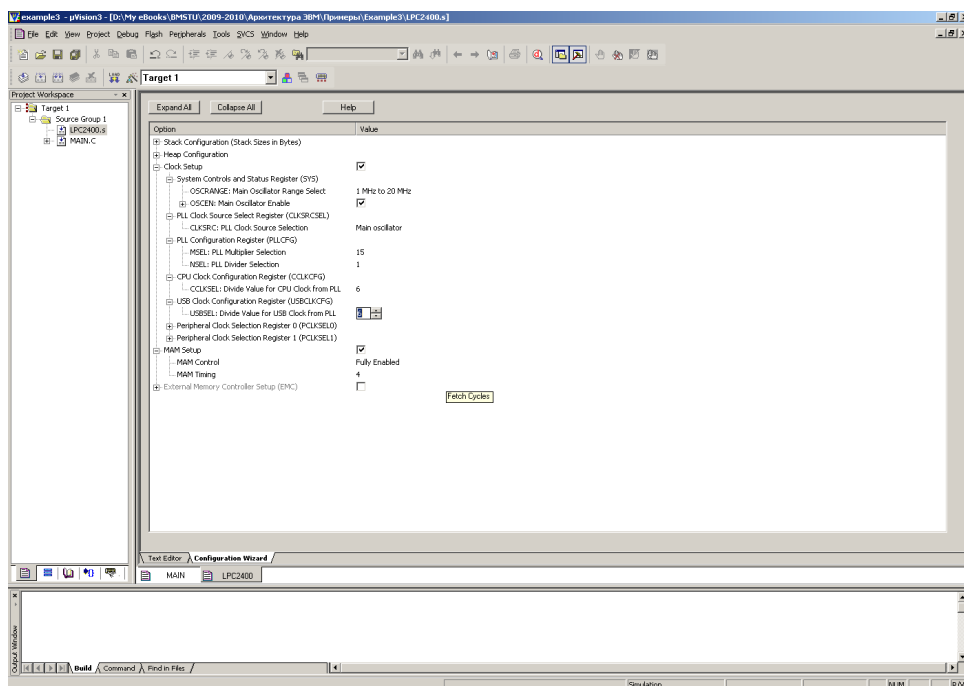 example3 - µVision3 - [D:\My eBooks\BMSTU\2009-2010\Архитектура ЭВМ\Примеры\Example3\LPC2400.s]
File Edit View Project Debug Flash Peripherals Tools SVCS Window Help
Target 1
Project Workspace
Target 1
Source Group 1
LPC2400.s
MAIN.C
Expand All Collapse All Help
Option Value
Stack Configuration (Stack Sizes in Bytes)
Heap Configuration
Clock Setup
System Controls and Status Register (SYS)
OSCRANGE: Main Oscillator Range Select 1 MHz to 20 MHz
OSCEN: Main Oscillator Enable
PLL Clock Source Select Register (CLKSRCSEL)
CLKSRC: PLL Clock Source Selection Main oscillator
PLL Configuration Register (PLLCFG)
MSEL: PLL Multiplier Selection 15
NSEL: PLL Divider Selection 1
CPU Clock Configuration Register (CCLKCFG)
CCLKSEL: Divide Value for CPU Clock from PLL 6
USB Clock Configuration Register (USBCLKCFG)
USBSEL: Divide Value for USB Clock from PLL
Peripheral Clock Selection Register 0 (PCLKSEL0)
Peripheral Clock Selection Register 1 (PCLKSEL1)
MAM Setup
MAM Control Fully Enabled
MAM Timing 4
External Memory Controller Setup (EMC)
Fetch Cycles
Text Editor Configuration Wizard
MAIN LPC2400
Output Window
Build Command Find in Files
Simulation NUM R/W